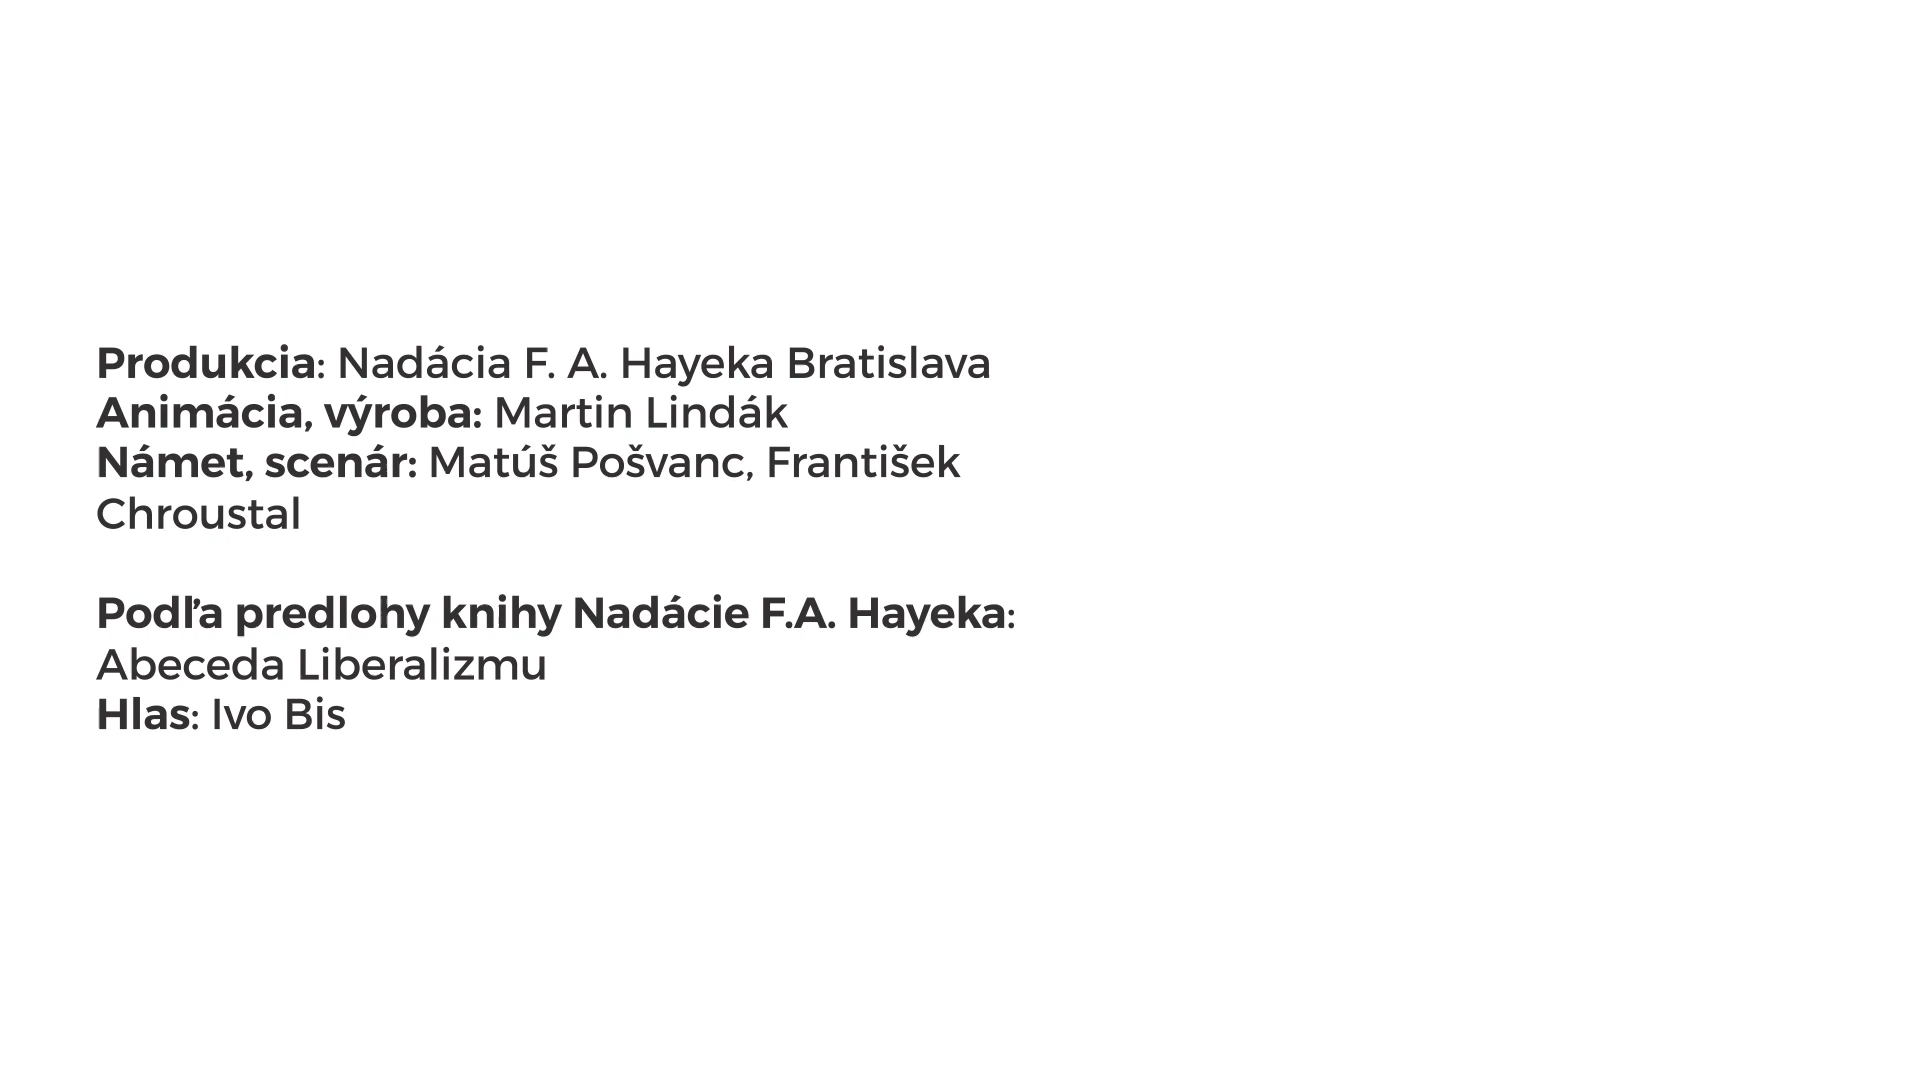 Produkcia: Nadácia F. A. Hayeka Bratislava
Animácia, výroba: Martin Lindák
Námet, scenár: Matúš Pošvanc, František
Chroustal
Podľa predlohy knihy Nadácie F.A. Hayeka:
Abeceda Liberalizmu
Hlas: Ivo Bis